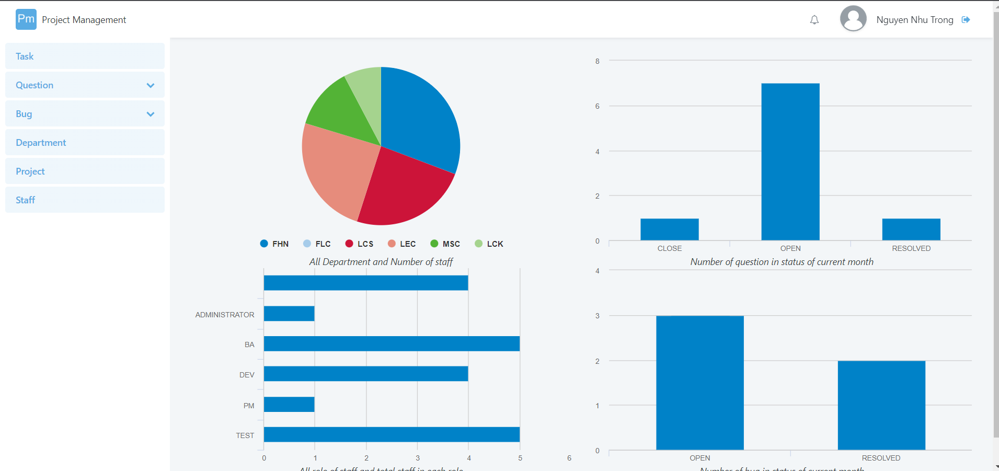 Pm Project Management
Nguyen Nhu Trong
Task
Question
Bug
Department
Project
Staff
FHN FLC LCS LEC MSC LCK
All Department and Number of staff
8
6
4
2
0
CLOSE OPEN RESOLVED
Number of question in status of current month
ADMINISTRATOR
BA
DEV
PM
TEST
0 1 2 3 4 5 6
All role of staff and total staff in each role
4
3
2
1
0
OPEN RESOLVED
Number of bug in status of current month